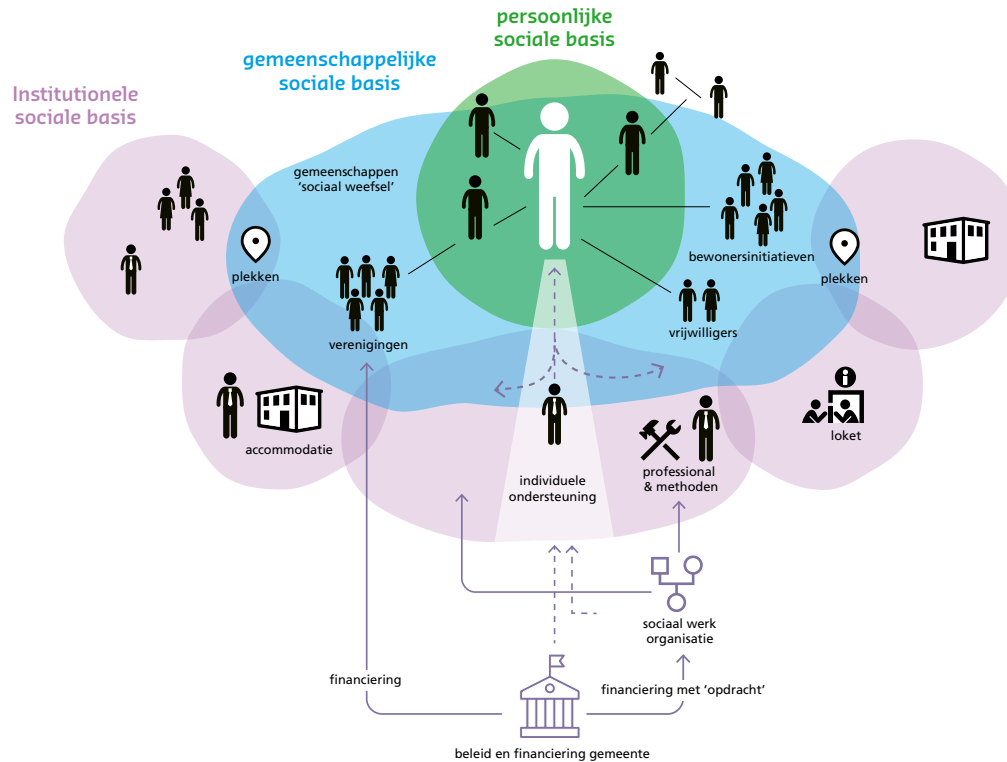 persoonlijke
sociale basis
gemeenschappelijke
sociale basis
Institutionele
sociale basis
gemeenschappen
‘sociaal weefsel’
plekken
verenigingen
bewonersinitiatieven
vrijwilligers
plekken
accommodatie
individuele
ondersteuning
professional
& methoden
loket
sociaal werk
organisatie
financiering
financiering met ‘opdracht’
beleid en financiering gemeente